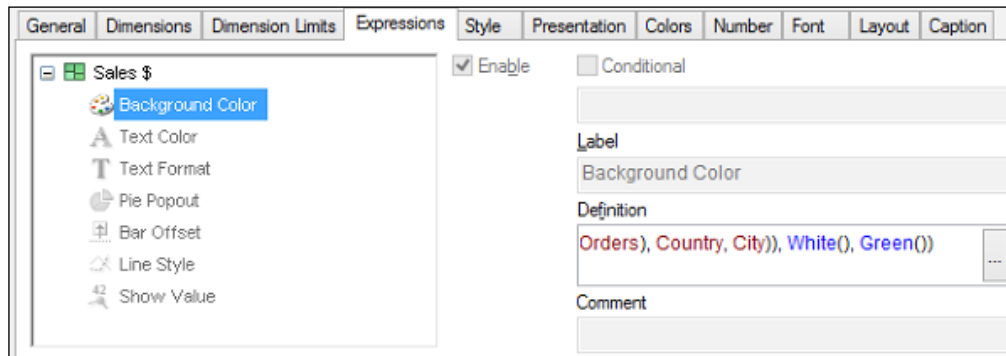 General Dimensions Dimension Limits Expressions Style Presentation Colors Number Font Layout Caption
Sales $
Background Color
Text Color
Text Format
Pie Popout
Bar Offset
Line Style
42 Show Value
Enable
Conditional
Label
Background Color
Definition
Orders), Country, City)), White(), Green())
...
Comment